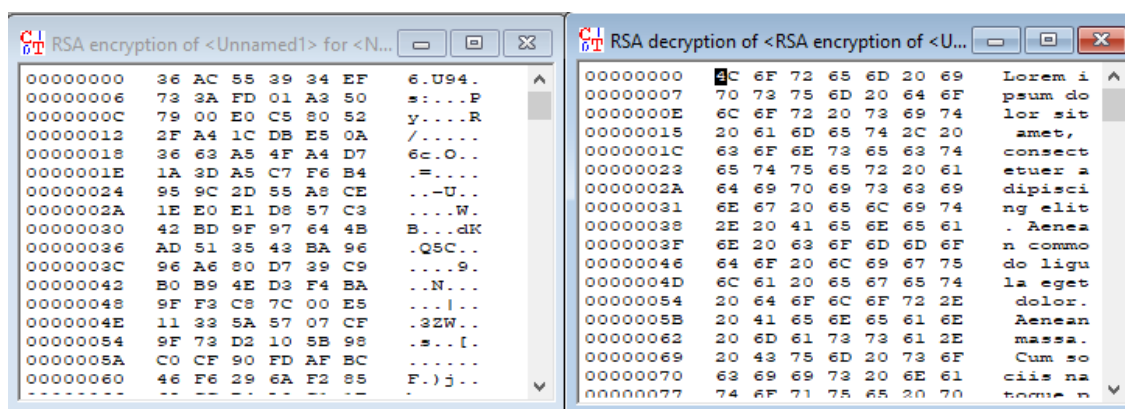 RSA encryption of <Unnamed1> for <N...
00000000 36 AC 55 39 34 EF 6.U94.
00000006 73 3A FD 01 A3 50 s:...P
0000000C 79 00 E0 C5 80 52 y....R
00000012 2F A4 1C DB E5 0A /.....
00000018 36 63 A5 4F A4 D7 6c.O..
0000001E 1A 3D A5 C7 F6 B4 .=....
00000024 95 9C 2D 55 A8 CE ..-U..
0000002A 1E E0 E1 D8 57 C3 ....W.
00000030 42 BD 9F 97 64 4B B...dK
00000036 AD 51 35 43 BA 96 .Q5C..
0000003C 96 A6 80 D7 39 C9 ....9.
00000042 B0 B9 4E D3 F4 BA ..N...
00000048 9F F3 C8 7C 00 E5 ...|..
0000004E 11 33 5A 57 07 CF .3ZW..
00000054 9F 73 D2 10 5B 98 .s..[.
0000005A C0 CF 90 FD AF BC ......
00000060 46 F6 29 6A F2 85 F.)j..
RSA decryption of <RSA encryption of <U...
00000000 4C 6F 72 65 6D 20 69 Lorem i
00000007 70 73 75 6D 20 64 6F psum do
0000000E 6C 6F 72 20 73 69 74 lor sit
00000015 20 61 6D 65 74 2C 20 amet,
0000001C 63 6F 6E 73 65 63 74 consect
00000023 65 74 75 65 72 20 61 etuer a
0000002A 64 69 70 69 73 63 69 dipisci
00000031 6E 67 20 65 6C 69 74 ng elit
00000038 2E 20 41 65 6E 65 61 . Aenea
0000003F 6E 20 63 6F 6D 6D 6F n commo
00000046 64 6F 20 6C 69 67 75 do ligu
0000004D 6C 61 20 65 67 65 74 la eget
00000054 20 64 6F 6C 6F 72 2E dolor.
0000005B 20 41 65 6E 65 61 6E Aenean
00000062 20 6D 61 73 73 61 2E massa.
00000069 20 43 75 6D 20 73 6F Cum so
00000070 63 69 69 73 20 6E 61 ciis na
00000077 74 6F 71 75 65 20 70 toque p